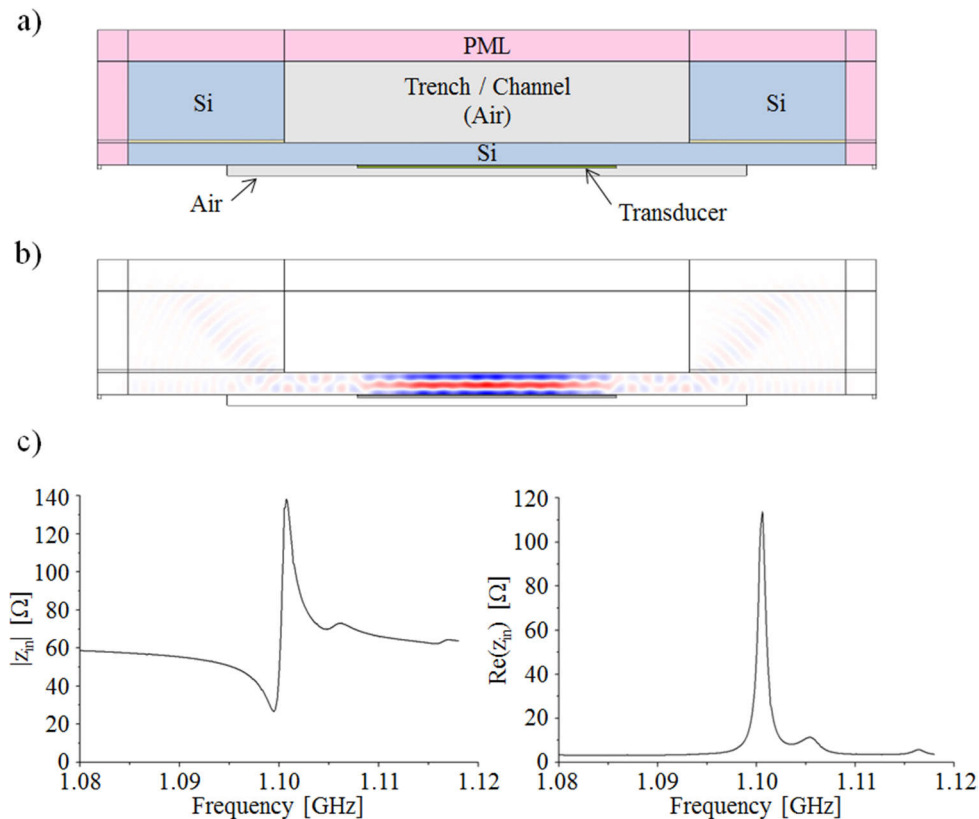 a)
PML
Si
Trench / Channel
(Air)
Si
Si
Air
Transducer
b)
c)
|z_in| [Ω]
140
120
100
80
60
40
20
0
1.08
1.09
1.10
1.11
1.12
Frequency [GHz]
Re(z_in) [Ω]
120
100
80
60
40
20
0
1.08
1.09
1.10
1.11
1.12
Frequency [GHz]